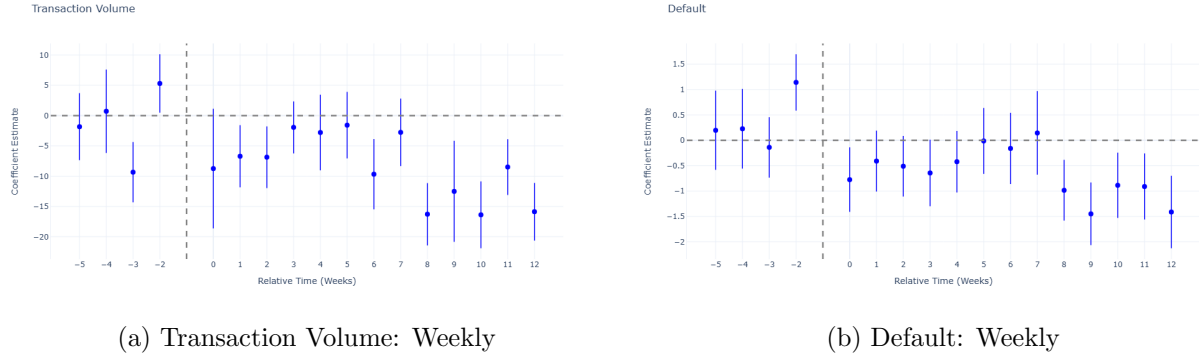 Transaction Volume
10
5
0
−5
−10
−15
−20
Coefficient Estimate
−5 −4 −3 −2 0 1 2 3 4 5 6 7 8 9 10 11 12
Relative Time (Weeks)
(a) Transaction Volume: Weekly
Default
1.5
1
0.5
0
−0.5
−1
−1.5
−2
Coefficient Estimate
−5 −4 −3 −2 0 1 2 3 4 5 6 7 8 9 10 11 12
Relative Time (Weeks)
(b) Default: Weekly